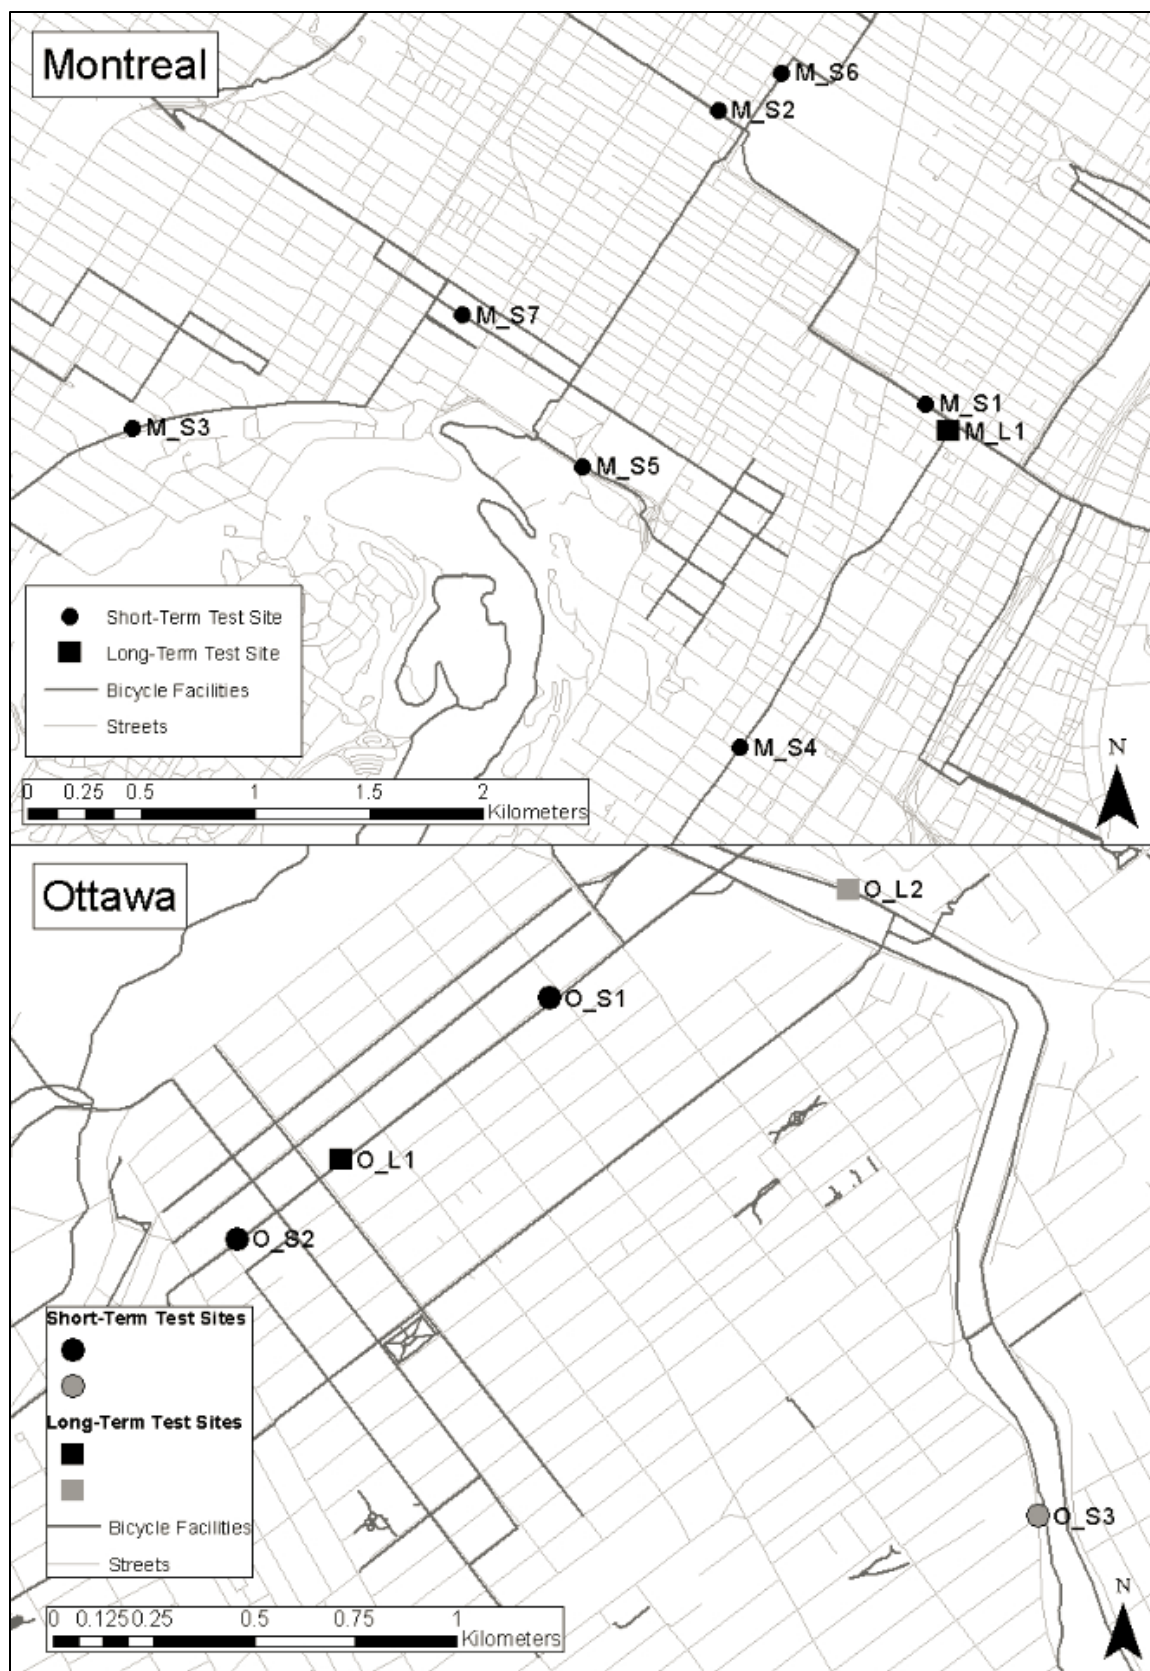 Montreal
M_S6
M_S2
M_S7
M_S1
M_L1
M_S3
M_S5
Short-Term Test Site
Long-Term Test Site
Bicycle Facilities
Streets
M_S4
N
0 0.25 0.5 1 1.5 2
Kilometers
Ottawa
O_L2
O_S1
O_L1
O_S2
Short-Term Test Sites
Long-Term Test Sites
Bicycle Facilities
Streets
O_S3
N
0 0.125 0.25 0.5 0.75 1
Kilometers